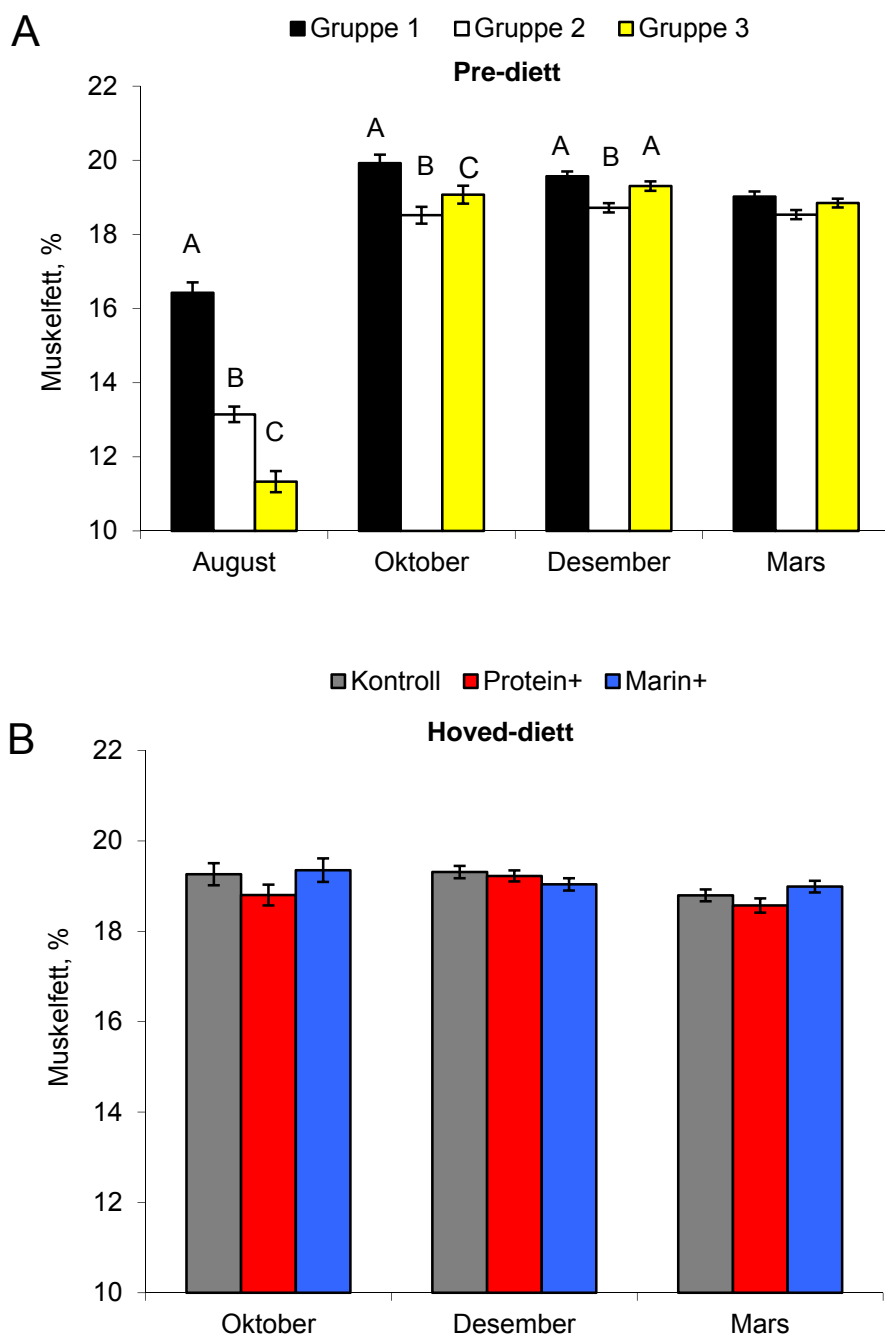 A
Gruppe 1 Gruppe 2 Gruppe 3
Pre-diett
22
20
18
16
14
12
10
Muskelfett, %
A
B
C
A
B
C
A
B
A
August Oktober Desember Mars
Kontroll Protein+ Marin+
B
Hoved-diett
22
20
18
16
14
12
10
Muskelfett, %
Oktober Desember Mars